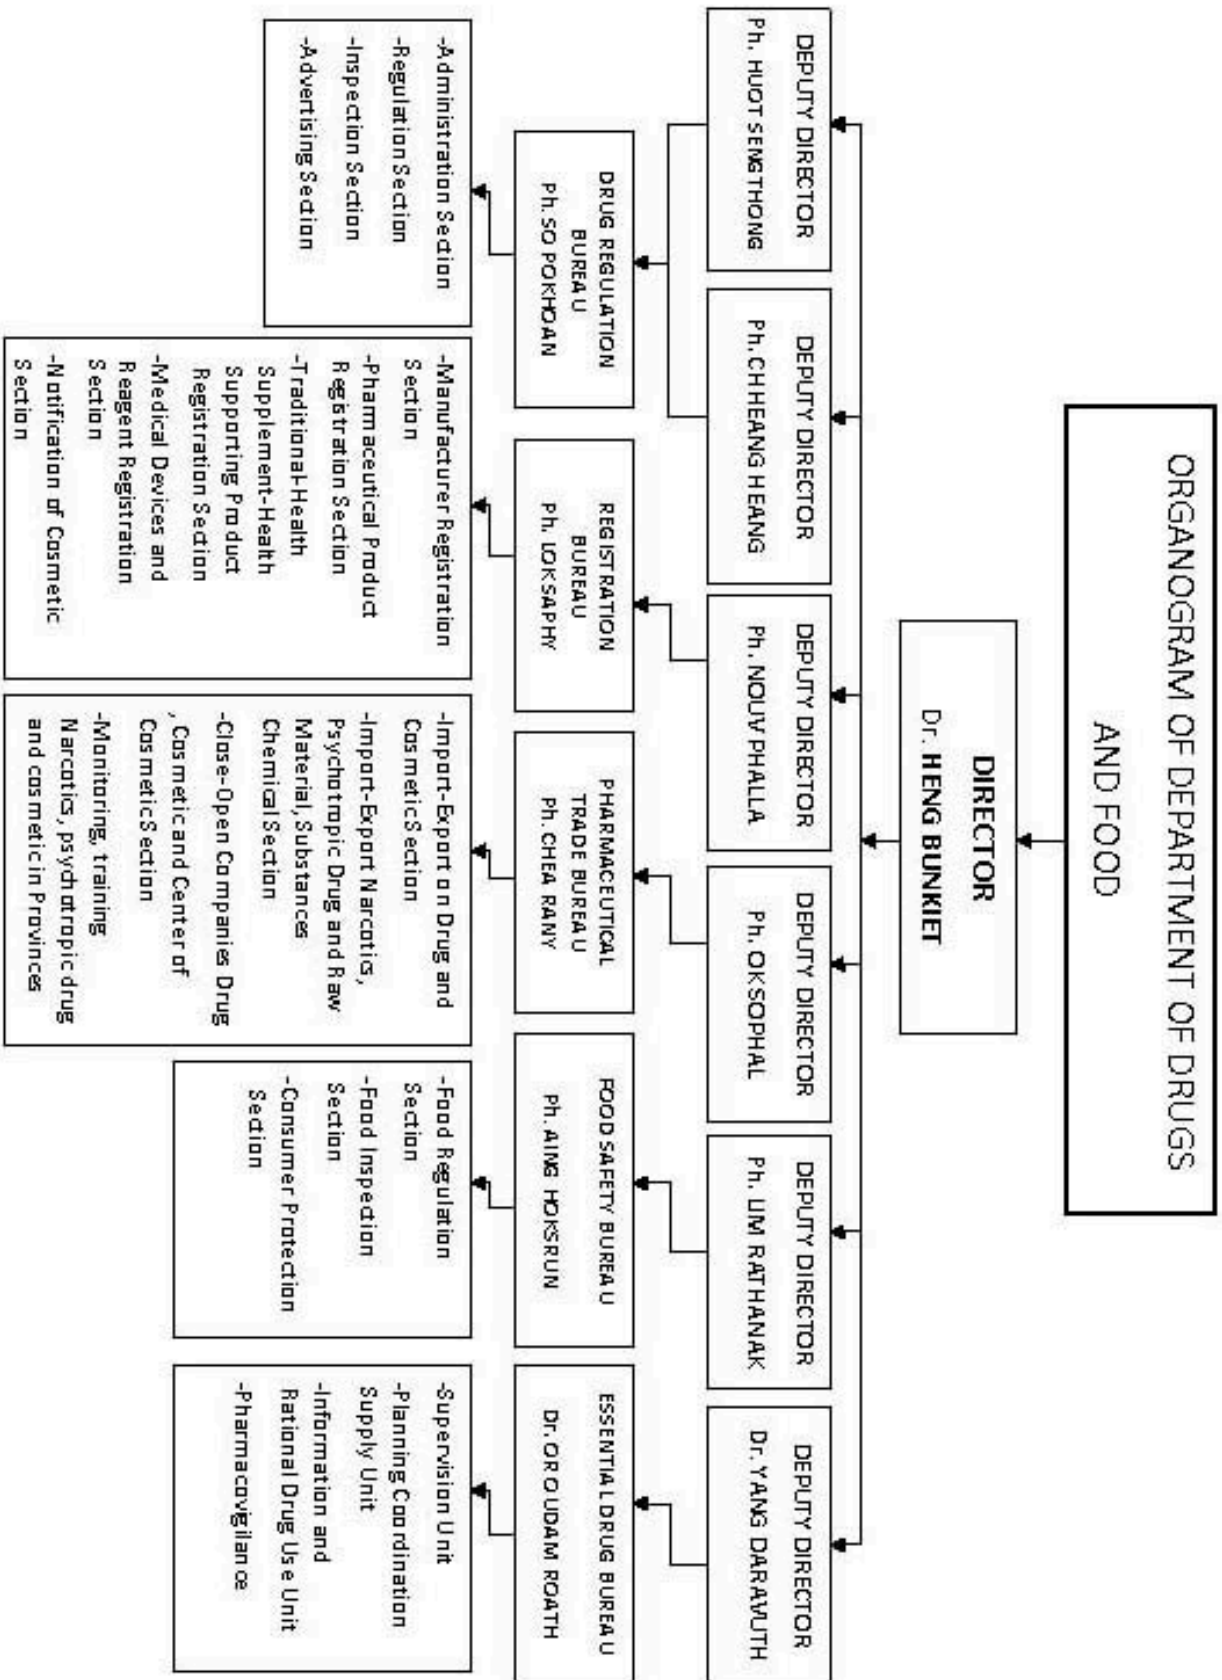 ORGANOGRAM OF DEPARTMENT OF DRUGS
AND FOOD
DIRECTOR
Dr. HENG BUNKIET
DEPUTY DIRECTOR
Ph. HUOT SENGTHONG
DEPUTY DIRECTOR
Ph. CHHEANG HEANG
DEPUTY DIRECTOR
Ph. NOUV PHALLA
DEPUTY DIRECTOR
Ph. OKSOPHAL
DEPUTY DIRECTOR
Ph. LIM RATHANAK
DEPUTY DIRECTOR
Dr. YANG DARAVUTH
DRUG REGULATION
BUREAU
Ph. SO POKHOAN
REGISTRATION
BUREAU
Ph. LOKSAPHY
PHARMACEUTICAL
TRADE BUREAU
Ph. CHEA RANY
FOOD SAFETY BUREAU
Ph. AING HOKSRUN
ESSENTIAL DRUG BUREAU
Dr. OR OUDAM ROATH
-Administration Section
-Regulation Section
-Inspection Section
-Advertising Section
-Manufacturer Registration
Section
-Pharmaceutical Product
Registration Section
-Traditional-Health
Supplement-Health
Supporting Product
Registration Section
-Medical Devices and
Reagent Registration
Section
-Notification of Cosmetic
Section
-Import-Export on Drug and
Cosmetic Section
-Import-Export Narcotics,
Psychotropic Drug and Raw
Material, Substances
Chemical Section
-Close-Open Companies Drug
, Cosmetic and Center of
Cosmetic Section
-Monitoring, training
Narcotics, psychotropic drug
and cosmetic in Provinces
-Food Regulation
Section
-Food Inspection
Section
-Consumer Protection
Section
-Supervision Unit
-Planning Coordination
Supply Unit
-Information and
Rational Drug Use Unit
-Pharmacovigilance